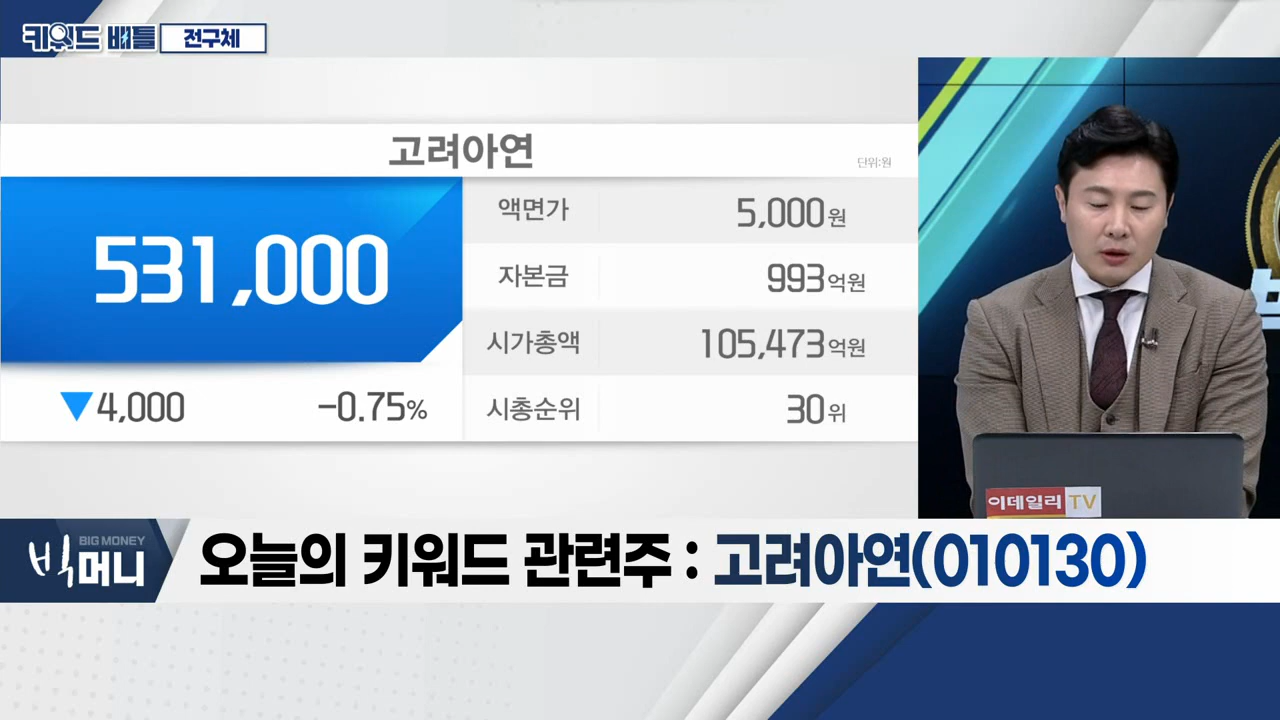 키워드 배틀 전구체
고려아연
단위:원
531,000
▼4,000 -0.75%
액면가 5,000원
자본금 993억원
시가총액 105,473억원
시총순위 30위
이데일리TV
빅머니 BIG MONEY
오늘의 키워드 관련주 : 고려아연(010130)